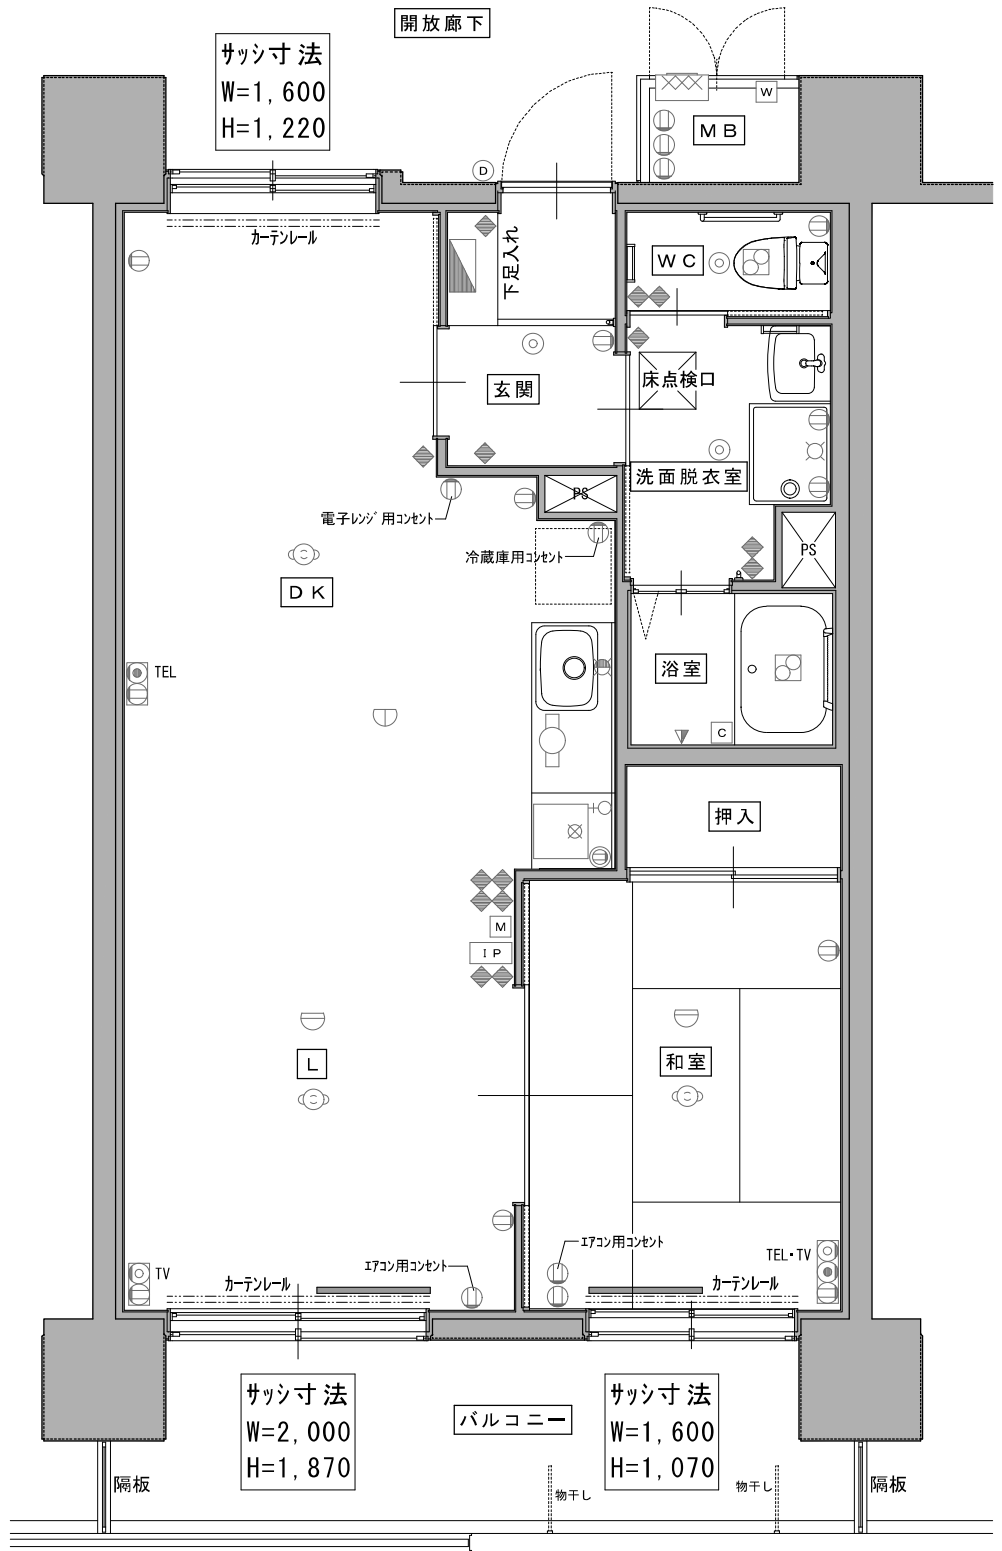 開放廊下
サッシ寸法
W=1,600
H=1,220
W
MB
D
カーテンレール
下足入れ
WC
玄関
床点検口
洗面脱衣室
PS
電子レンジ用コンセント
冷蔵庫用コンセント
PS
DK
TEL
浴室
C
押入
M
IP
L
和室
エアコン用コンセント
TEL・TV
TV
エアコン用コンセント
カーテンレール
カーテンレール
サッシ寸法
W=2,000
H=1,870
バルコニー
サッシ寸法
W=1,600
H=1,070
隔板
物干し
物干し
隔板